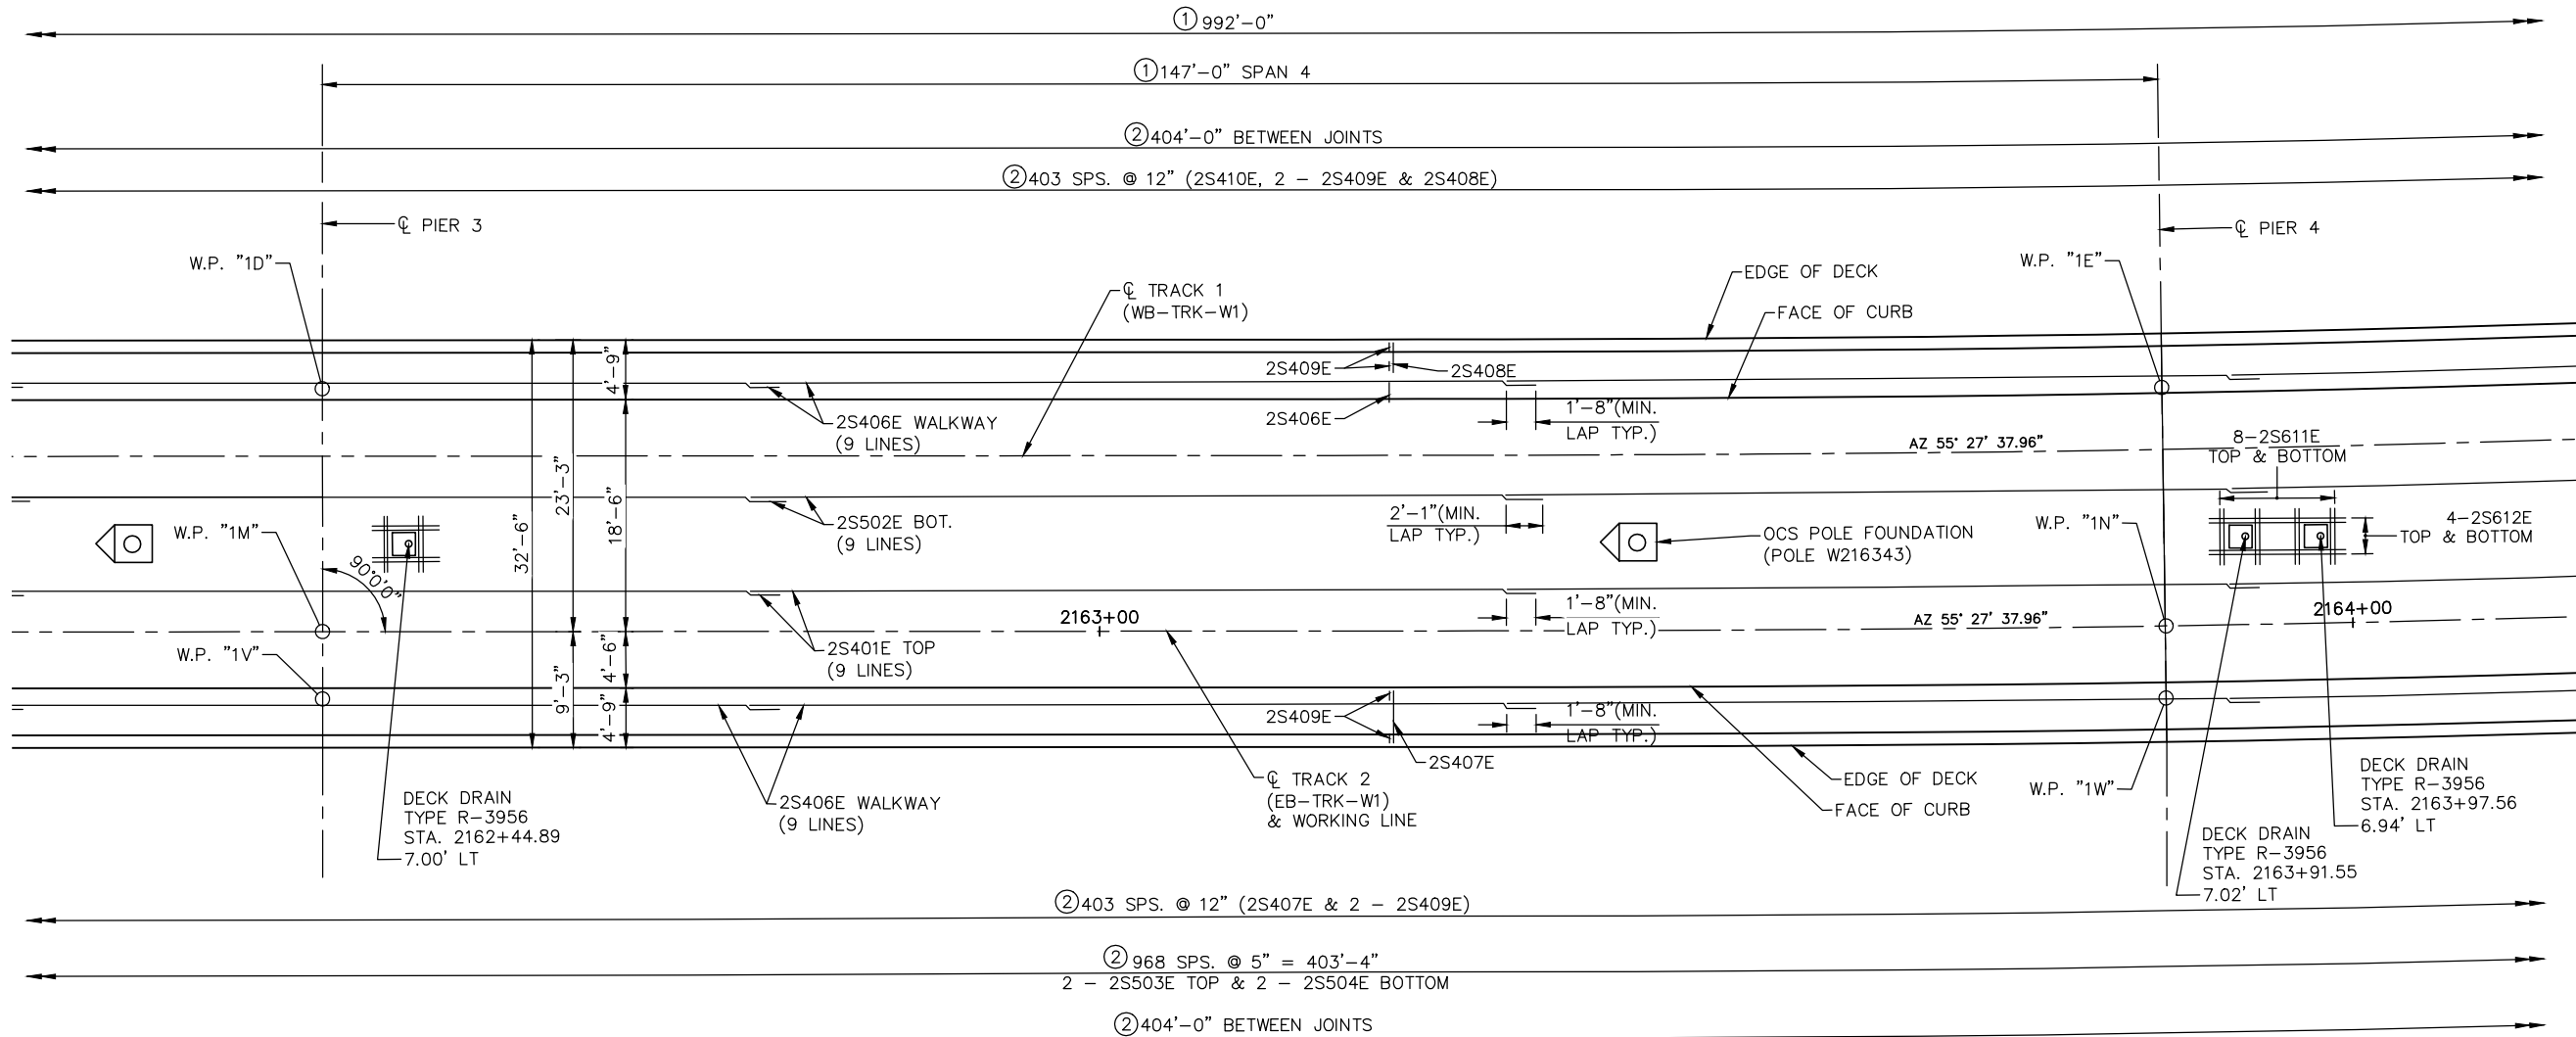 ① 992'-0"
① 147'-0" SPAN 4
② 404'-0" BETWEEN JOINTS
② 403 SPS. @ 12" (2S410E, 2 - 2S409E & 2S408E)
℄ PIER 3
℄ PIER 4
W.P. "1D"
W.P. "1E"
EDGE OF DECK
℄ TRACK 1
(WB-TRK-W1)
FACE OF CURB
4'-9"
2S409E
2S408E
2S406E
1'-8"(MIN.
LAP TYP.)
2S406E WALKWAY
(9 LINES)
AZ 55° 27' 37.96"
8-2S611E
TOP & BOTTOM
23'-3"
18'-6"
32'-6"
2S502E BOT.
(9 LINES)
2'-1"(MIN.
LAP TYP.)
OCS POLE FOUNDATION
(POLE W216343)
W.P. "1M"
W.P. "1N"
4-2S612E
TOP & BOTTOM
90°0'0"
1'-8"(MIN.
LAP TYP.)
2163+00
AZ 55° 27' 37.96"
2164+00
W.P. "1V"
2S401E TOP
(9 LINES)
4'-6"
9'-3"
4'-9"
2S409E
1'-8"(MIN.
LAP TYP.)
2S407E
℄ TRACK 2
(EB-TRK-W1)
& WORKING LINE
EDGE OF DECK
FACE OF CURB
W.P. "1W"
2S406E WALKWAY
(9 LINES)
DECK DRAIN
TYPE R-3956
STA. 2162+44.89
7.00' LT
DECK DRAIN
TYPE R-3956
STA. 2163+97.56
6.94' LT
DECK DRAIN
TYPE R-3956
STA. 2163+91.55
7.02' LT
② 403 SPS. @ 12" (2S407E & 2 - 2S409E)
② 968 SPS. @ 5" = 403'-4"
2 - 2S503E TOP & 2 - 2S504E BOTTOM
② 404'-0" BETWEEN JOINTS